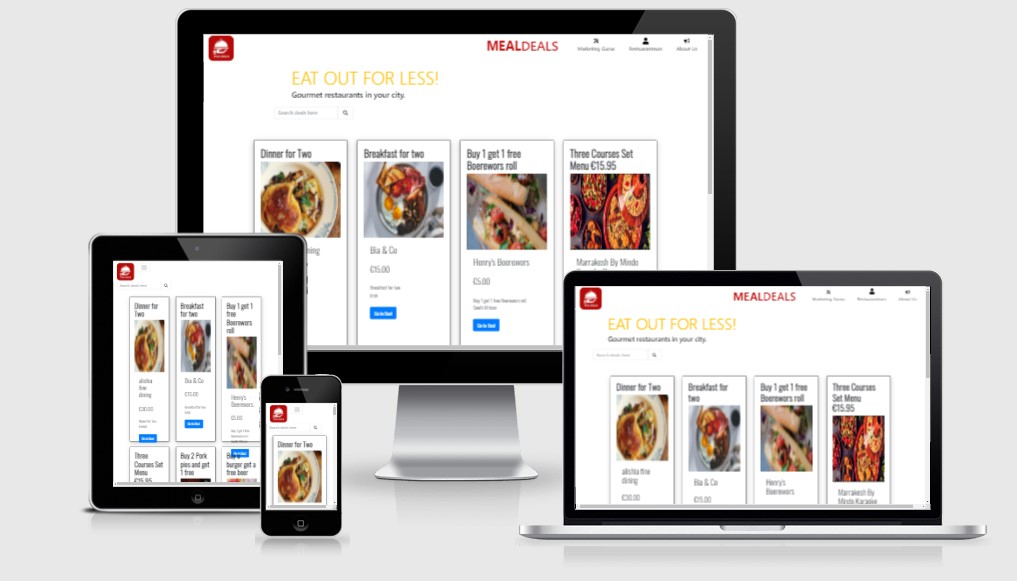 MEALDEALS
Marketing Gurus
Restauranteurs
About Us
EAT OUT FOR LESS!
Gourmet restaurants in your city.
Search deals here
Dinner for Two
Breakfast for two
Bia & Co
€15.00
Breakfast for two
Go to Deal
Buy 1 get 1 free
Boerewors roll
Henry's Boerewors
€5.00
Buy 1 get 1 free Boerewors roll
Go to Deal
Three Courses Set
Menu €15.95
Marrakesh By Mindo
Search deals here
Dinner for
Two
alishia
fine
dining
€30.00
Go to Deal
Breakfast
for two
Bia & Co
€15.00
Go to Deal
Buy 1 get
1 free
Boerewors
roll
Henry's
Boerewors
€5.00
Three
Courses Set
Menu
€15.95
Buy 2 Pork
pies and get
1 free
burger get a
free beer
Search deals here
Dinner for Two
MEALDEALS
Marketing Gurus
Restauranteurs
About Us
EAT OUT FOR LESS!
Gourmet restaurants in your city.
Search deals here
Dinner for Two
alishia fine
dining
€30.00
Breakfast for
two
Bia & Co
€15.00
Buy 1 get 1 free
Boerewors roll
Henry's
Boerewors
Three Courses
Set Menu
€15.95
Marrakesh By
Mindo Karaoke